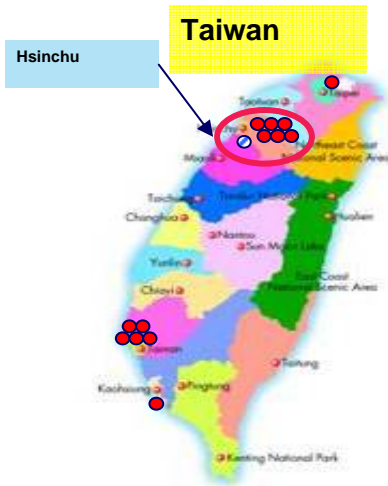 Taiwan
Hsinchu
Taipei
Taoyuan
Northeast Coast
National Scenic Area
Miaoli
Taichung
Changhua
Hualien
Nantou
Sun Moon Lake
Yunlin
East Coast
National Scenic Area
Chiayi
Tainan
Taitung
Kaohsiung
Pingtung
Kenting National Park